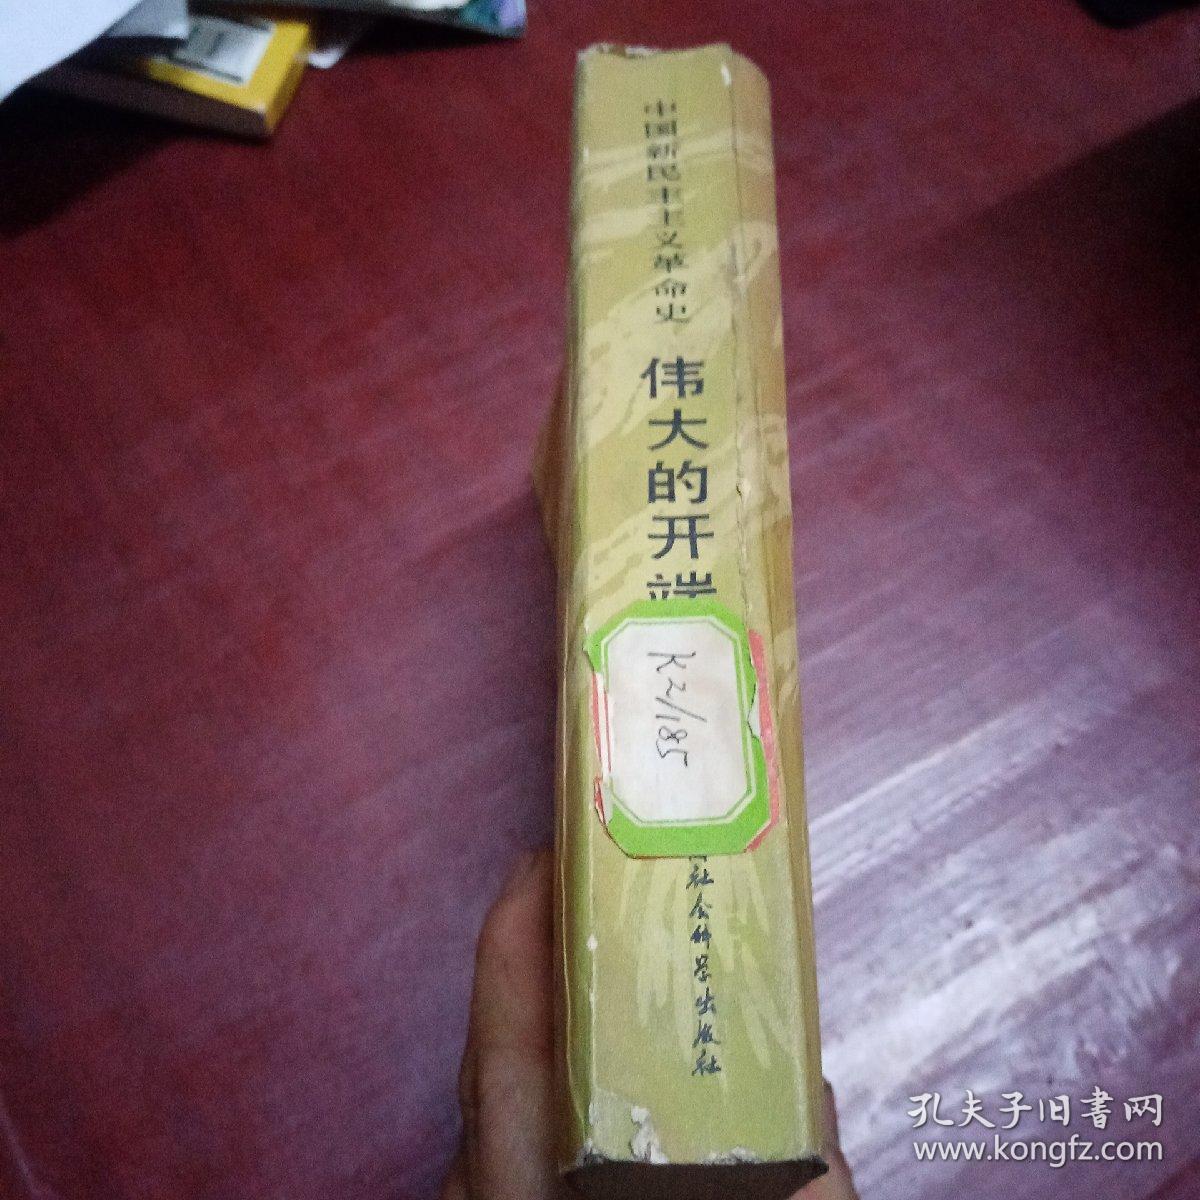 中国新民主主义革命史
伟大的开端
K2/185
社会科学出版社
孔夫子旧書网
www.kongfz.com